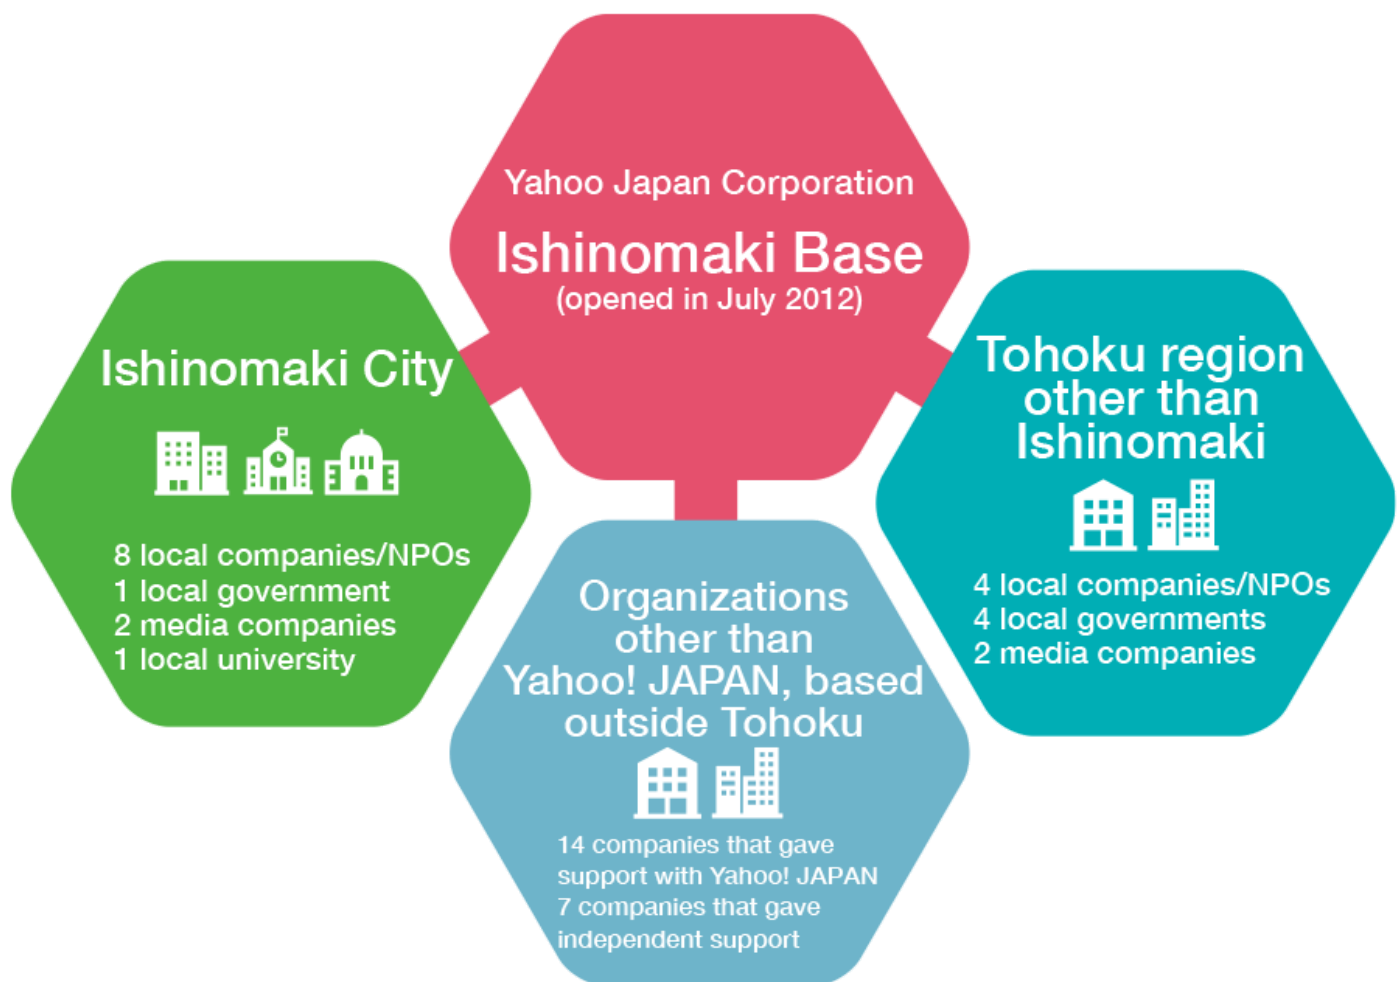 Yahoo Japan Corporation
Ishinomaki Base
(opened in July 2012)
Ishinomaki City
8 local companies/NPOs
1 local government
2 media companies
1 local university
Tohoku region
other than
Ishinomaki
4 local companies/NPOs
4 local governments
2 media companies
Organizations
other than
Yahoo! JAPAN, based
outside Tohoku
14 companies that gave
support with Yahoo! JAPAN
7 companies that gave
independent support